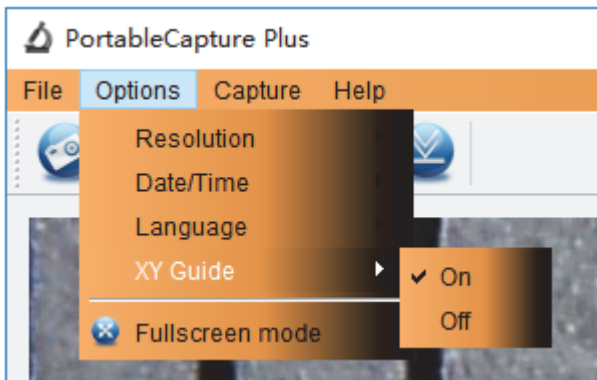 PortableCapture Plus
File Options Capture Help
Resolution
Date/Time
Language
XY Guide
On
Off
Fullscreen mode